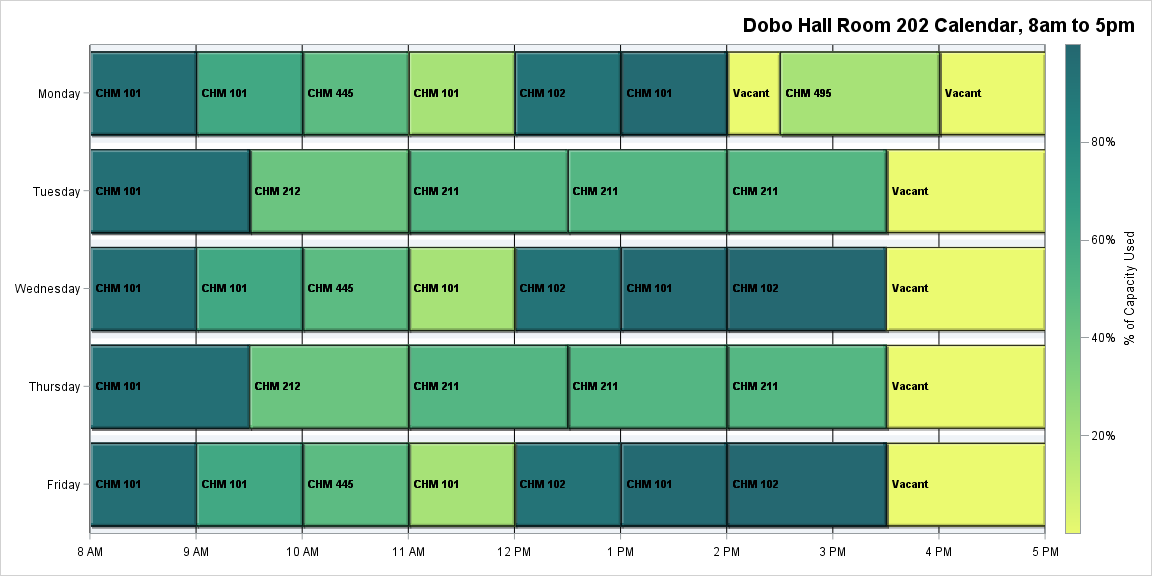 Dobo Hall Room 202 Calendar, 8am to 5pm
Monday
CHM 101
CHM 101
CHM 445
CHM 101
CHM 102
CHM 101
Vacant
CHM 495
Vacant
Tuesday
CHM 101
CHM 212
CHM 211
CHM 211
CHM 211
Vacant
Wednesday
CHM 101
CHM 101
CHM 445
CHM 101
CHM 102
CHM 101
CHM 102
Vacant
Thursday
CHM 101
CHM 212
CHM 211
CHM 211
CHM 211
Vacant
Friday
CHM 101
CHM 101
CHM 445
CHM 101
CHM 102
CHM 101
CHM 102
Vacant
8 AM
9 AM
10 AM
11 AM
12 PM
1 PM
2 PM
3 PM
4 PM
5 PM
80%
60%
40%
20%
% of Capacity Used